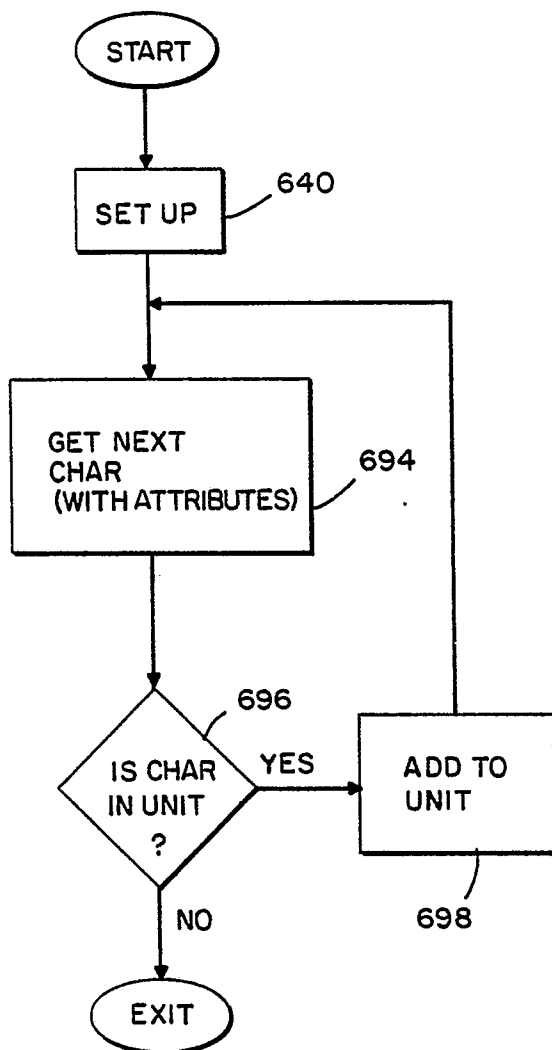 START
640
SET UP
GET NEXT
CHAR
(WITH ATTRIBUTES)
694
696
IS CHAR
IN UNIT
?
YES
ADD TO
UNIT
698
NO
EXIT